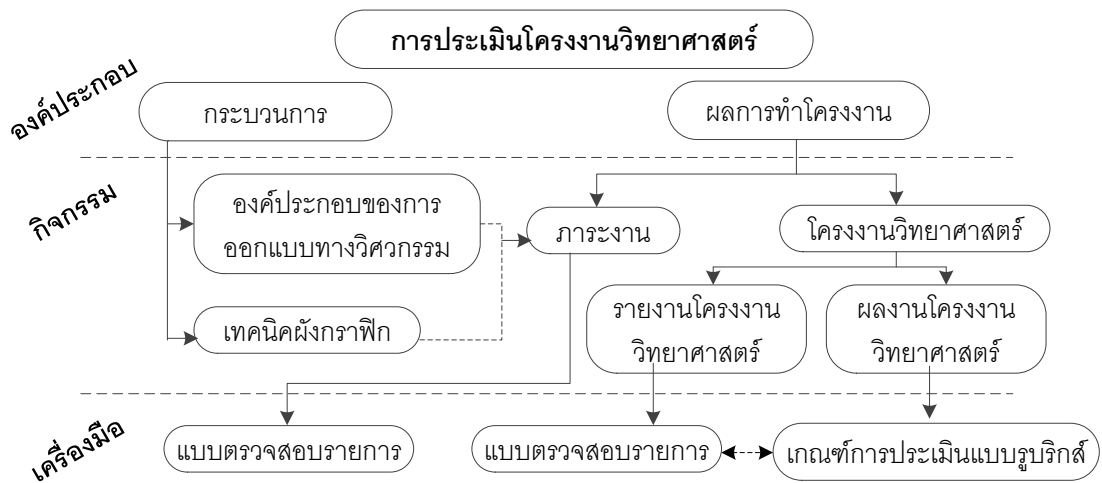 การประเมินโครงงานวิทยาศาสตร์
องค์ประกอบ
กระบวนการ
ผลการทำโครงงาน
กิจกรรม
องค์ประกอบของการ
ออกแบบทางวิศวกรรม
ภาระงาน
โครงงานวิทยาศาสตร์
เทคนิคผังกราฟิก
รายงานโครงงาน
วิทยาศาสตร์
ผลงานโครงงาน
วิทยาศาสตร์
เครื่องมือ
แบบตรวจสอบรายการ
แบบตรวจสอบรายการ
เกณฑ์การประเมินแบบรูบริกส์